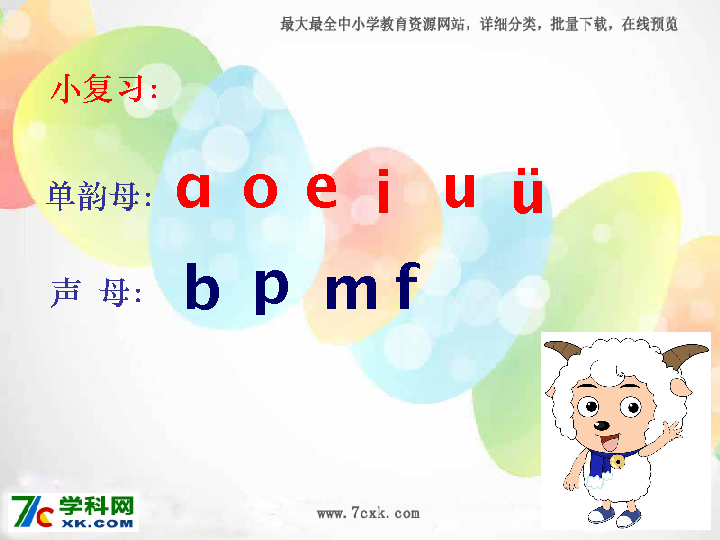 最大最全中小学教育资源网站，详细分类，批量下载，在线预览
小复习：
单韵母： ɑ o e i u ü
声 母： b p m f
7C 学科网
XK.COM
www.7cxk.com